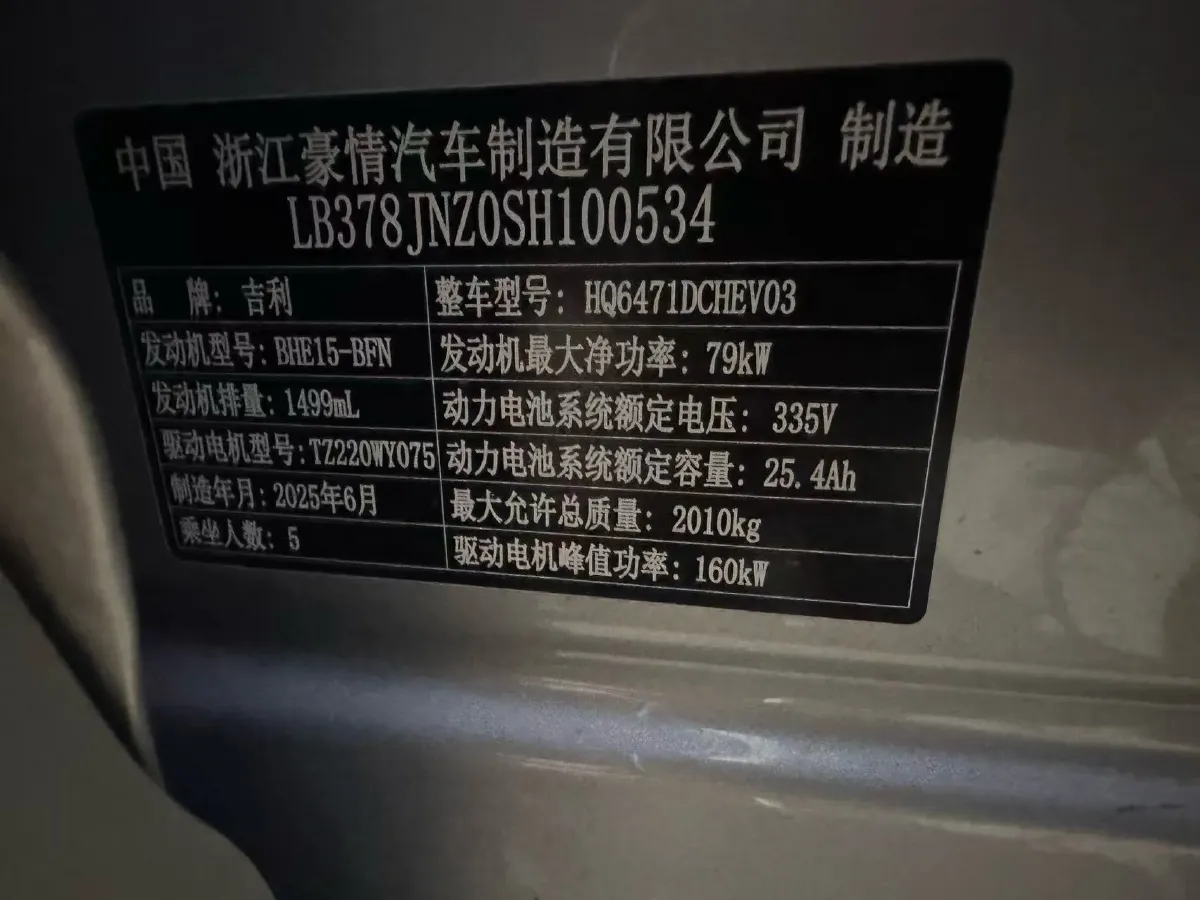 中国 浙江豪情汽车制造有限公司 制造
LB378JNZ0SH100534
品 牌: 吉利 整车型号: HQ6471DCHEV03
发动机型号: BHE15-BFN 发动机最大净功率: 79kW
发动机排量: 1499mL 动力电池系统额定电压: 335V
驱动电机型号: TZ220WY075 动力电池系统额定容量: 25.4Ah
制造年月: 2025年6月 最大允许总质量: 2010kg
乘坐人数: 5 驱动电机峰值功率: 160kW